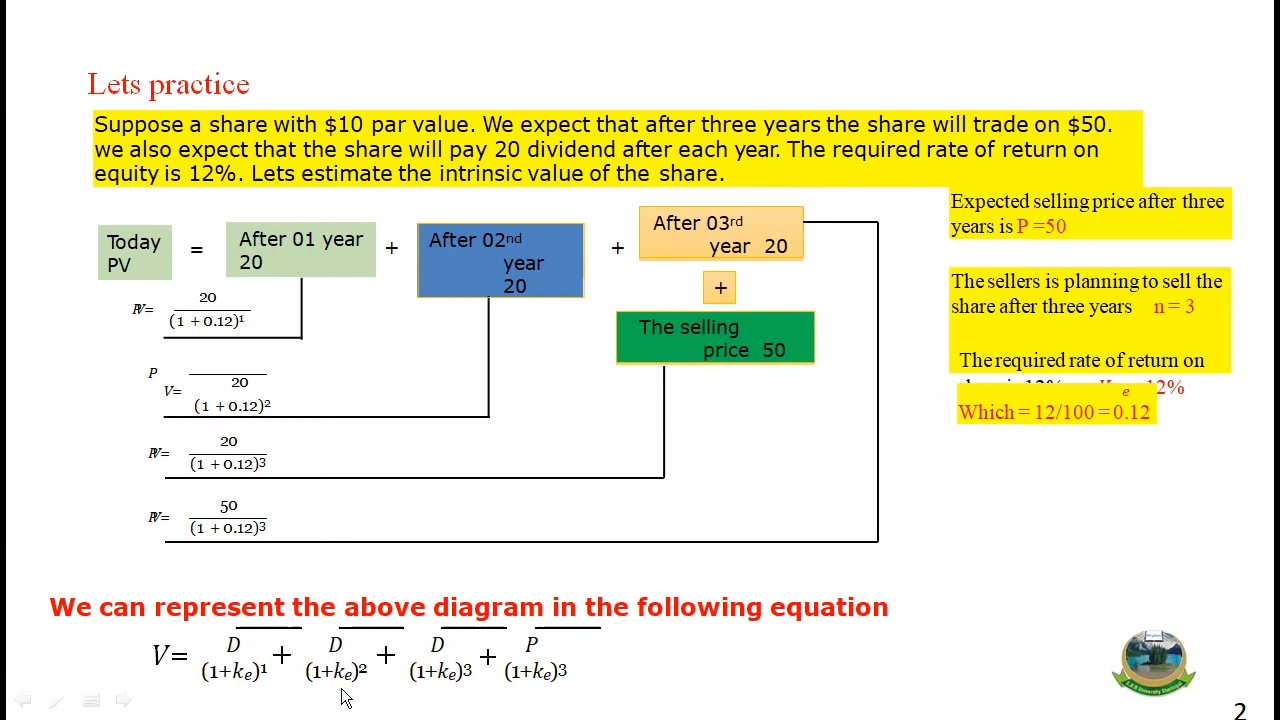 Lets practice
Suppose a share with $10 par value. We expect that after three years the share will trade on $50.
we also expect that the share will pay 20 dividend after each year. The required rate of return on
equity is 12%. Lets estimate the intrinsic value of the share.
Expected selling price after three
years is P =50
The sellers is planning to sell the
share after three years n = 3
The required rate of return on
12%
e
Which = 12/100 = 0.12
Today
PV
=
After 01 year
20
+
After 02nd
year
20
+
After 03rd
year 20
+
The selling
price 50
PV=
20
(1 + 0.12)1
P
V=
20
(1 + 0.12)2
PV=
20
(1 + 0.12)3
PV=
50
(1 + 0.12)3
We can represent the above diagram in the following equation
V= D + D + D + P
(1+ke)1 (1+ke)2 (1+ke)3 (1+ke)3
2